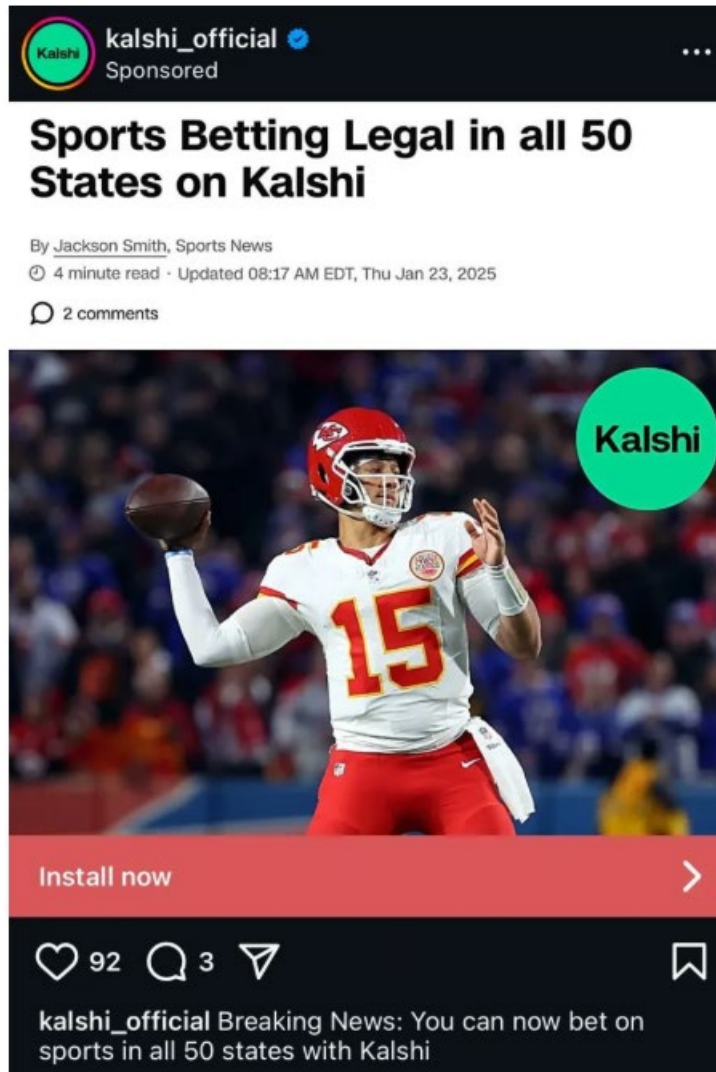 Kalshi
kalshi_official
Sponsored
Sports Betting Legal in all 50
States on Kalshi
By Jackson Smith, Sports News
4 minute read · Updated 08:17 AM EDT, Thu Jan 23, 2025
2 comments
Kalshi
15
Install now
92 3
kalshi_official Breaking News: You can now bet on
sports in all 50 states with Kalshi